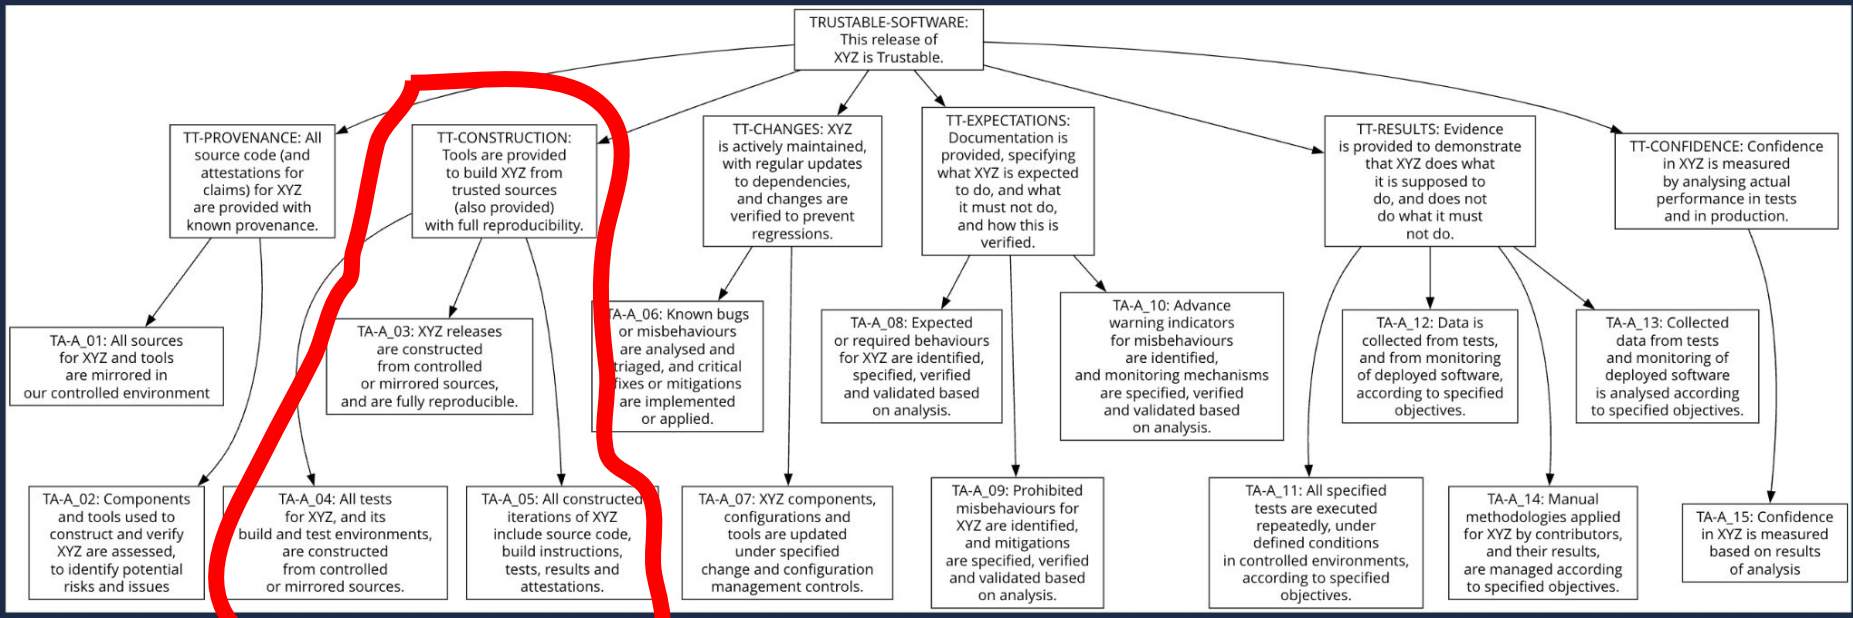 TRUSTABLE-SOFTWARE:
This release of
XYZ is Trustable.
TT-PROVENANCE: All
source code (and
attestations for
claims) for XYZ
are provided with
known provenance.
TT-CONSTRUCTION:
Tools are provided
to build XYZ from
trusted sources
(also provided)
with full reproducibility.
TT-CHANGES: XYZ
is actively maintained,
with regular updates
to dependencies,
and changes are
verified to prevent
regressions.
TT-EXPECTATIONS:
Documentation is
provided, specifying
what XYZ is expected
to do, and what
it must not do,
and how this is
verified.
TT-RESULTS: Evidence
is provided to demonstrate
that XYZ does what
it is supposed to
do, and does not
do what it must
not do.
TT-CONFIDENCE: Confidence
in XYZ is measured
by analysing actual
performance in tests
and in production.
TA-A_01: All sources
for XYZ and tools
are mirrored in
our controlled environment
TA-A_03: XYZ releases
are constructed
from controlled
or mirrored sources,
and are fully reproducible.
TA-A_06: Known bugs
or misbehaviours
are analysed and
triaged, and critical
fixes or mitigations
are implemented
or applied.
TA-A_08: Expected
or required behaviours
for XYZ are identified,
specified, verified
and validated based
on analysis.
TA-A_10: Advance
warning indicators
for misbehaviours
are identified,
and monitoring mechanisms
are specified, verified
and validated based
on analysis.
TA-A_12: Data is
collected from tests,
and from monitoring
of deployed software,
according to specified
objectives.
TA-A_13: Collected
data from tests
and monitoring of
deployed software
is analysed according
to specified objectives.
TA-A_02: Components
and tools used to
construct and verify
XYZ are assessed,
to identify potential
risks and issues
TA-A_04: All tests
for XYZ, and its
build and test environments,
are constructed
from controlled
or mirrored sources.
TA-A_05: All constructed
iterations of XYZ
include source code,
build instructions,
tests, results and
attestations.
TA-A_07: XYZ components,
configurations and
tools are updated
under specified
change and configuration
management controls.
TA-A_09: Prohibited
misbehaviours for
XYZ are identified,
and mitigations
are specified, verified
and validated based
on analysis.
TA-A_11: All specified
tests are executed
repeatedly, under
defined conditions
in controlled environments,
according to specified
objectives.
TA-A_14: Manual
methodologies applied
for XYZ by contributors,
and their results,
are managed according
to specified objectives.
TA-A_15: Confidence
in XYZ is measured
based on results
of analysis